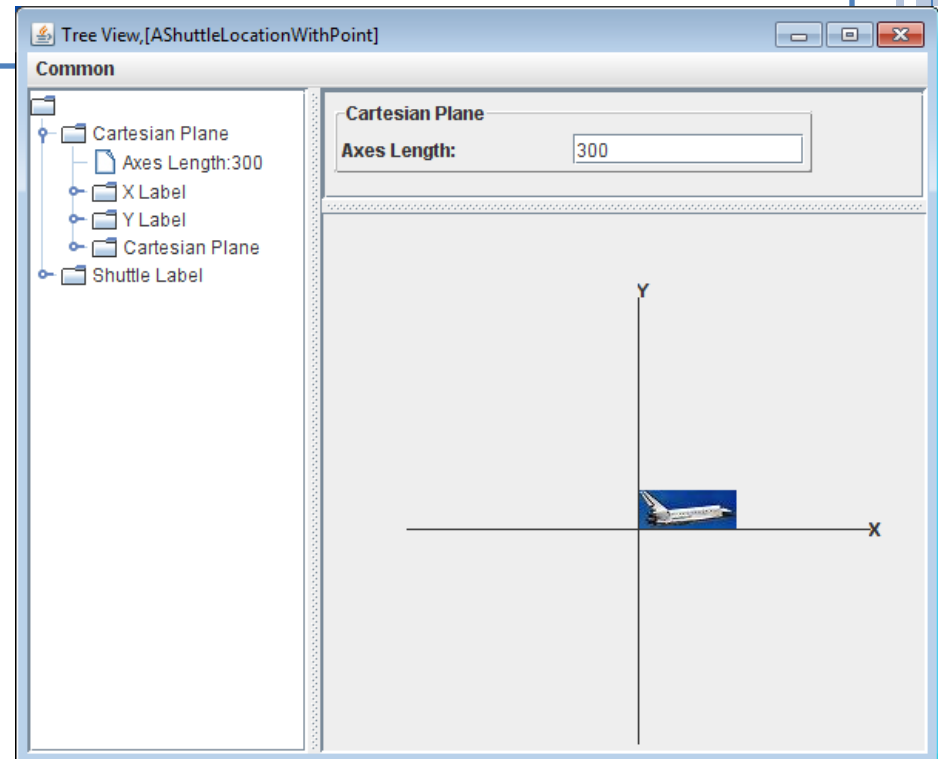 Tree View,[AShuttleLocationWithPoint]
Common
Cartesian Plane
Axes Length:300
X Label
Y Label
Cartesian Plane
Shuttle Label
Cartesian Plane
Axes Length: 300
Y
X